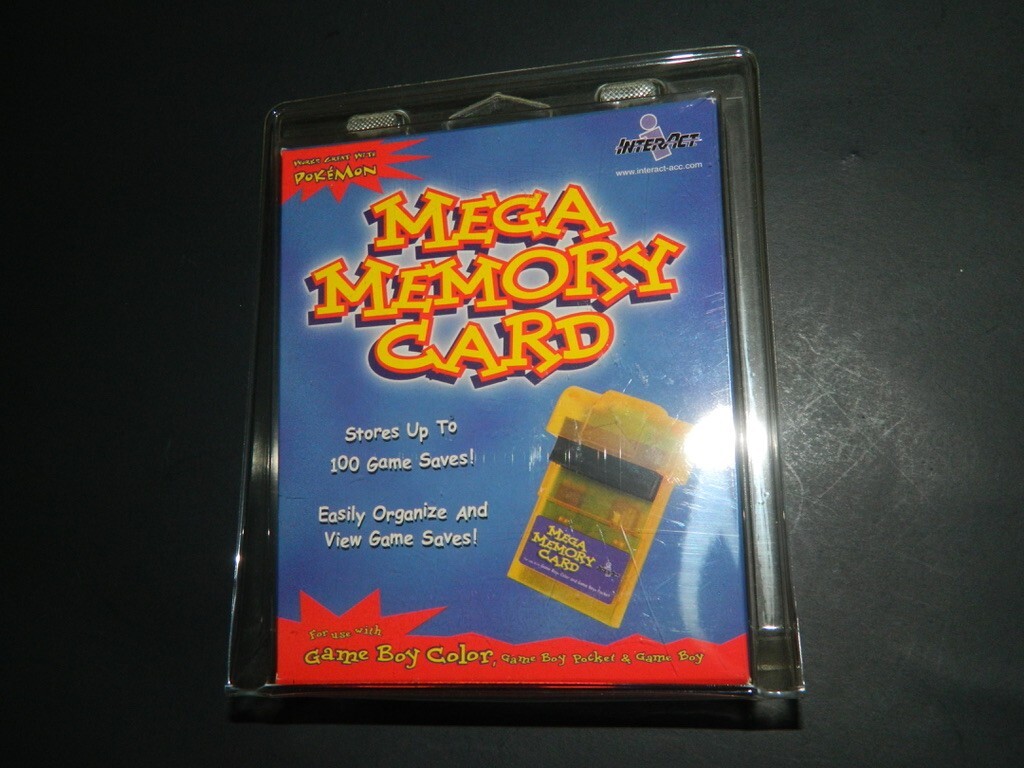 WORKS GREAT WITH
POKÉMON
INTERACT
www.interact-acc.com
MEGA
MEMORY
CARD
Stores Up To
100 Game Saves!
Easily Organize And
View Game Saves!
MEGA
MEMORY
CARD
For use with
Game Boy Color, Game Boy Pocket & Game Boy